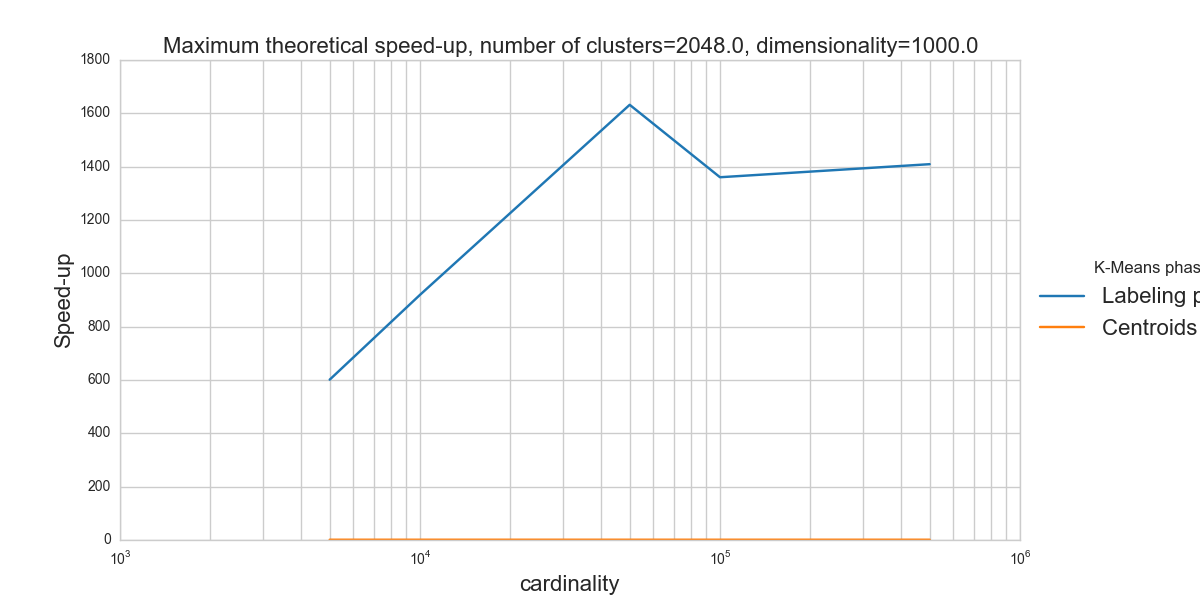 Maximum theoretical speed-up, number of clusters=2048.0, dimensionality=1000.0
1800
1600
1400
1200
1000
800
600
400
200
0
Speed-up
10³
10⁴
10⁵
10⁶
cardinality
K-Means phas
Labeling p
Centroids